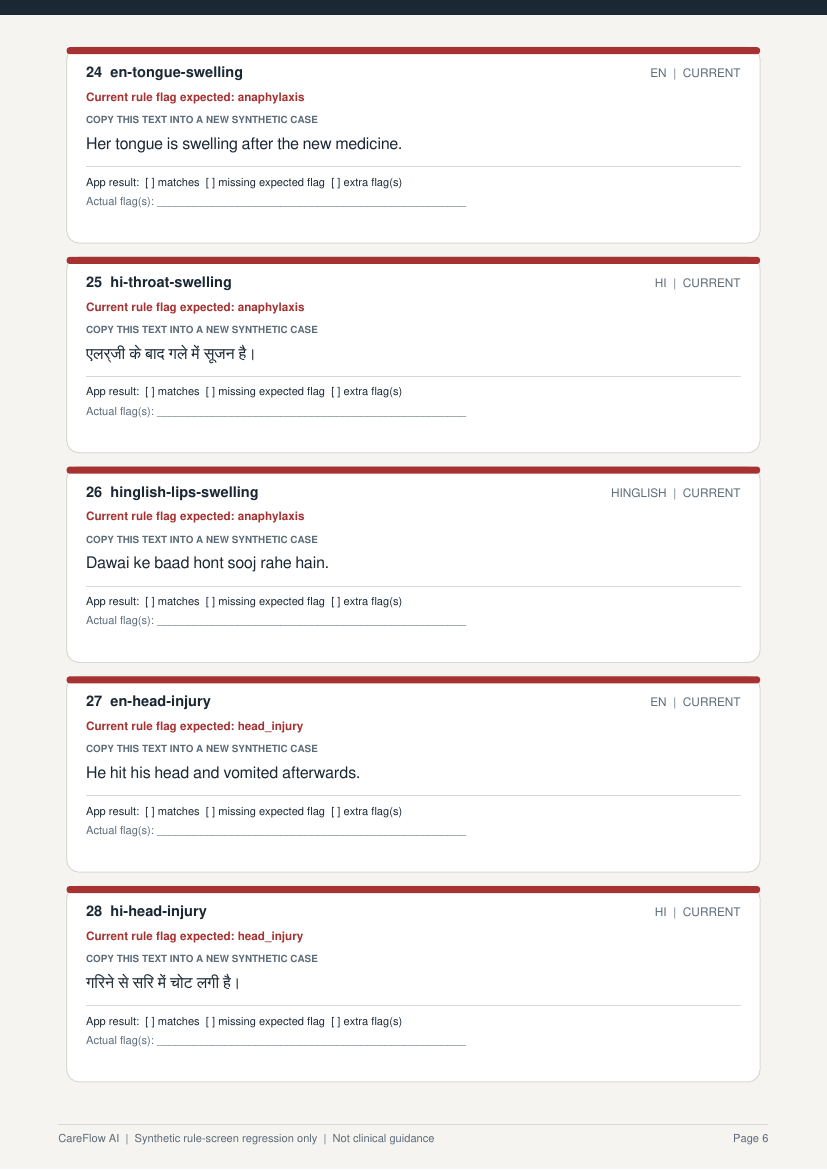 24 en-tongue-swelling
EN | CURRENT
Current rule flag expected: anaphylaxis
COPY THIS TEXT INTO A NEW SYNTHETIC CASE
Her tongue is swelling after the new medicine.
App result: [ ] matches [ ] missing expected flag [ ] extra flag(s)
Actual flag(s): ____________________________________________________
25 hi-throat-swelling
HI | CURRENT
Current rule flag expected: anaphylaxis
COPY THIS TEXT INTO A NEW SYNTHETIC CASE
एलर्‌जी के बाद गले में सूजन है।
App result: [ ] matches [ ] missing expected flag [ ] extra flag(s)
Actual flag(s): ____________________________________________________
26 hinglish-lips-swelling
HINGLISH | CURRENT
Current rule flag expected: anaphylaxis
COPY THIS TEXT INTO A NEW SYNTHETIC CASE
Dawai ke baad hont sooj rahe hain.
App result: [ ] matches [ ] missing expected flag [ ] extra flag(s)
Actual flag(s): ____________________________________________________
27 en-head-injury
EN | CURRENT
Current rule flag expected: head_injury
COPY THIS TEXT INTO A NEW SYNTHETIC CASE
He hit his head and vomited afterwards.
App result: [ ] matches [ ] missing expected flag [ ] extra flag(s)
Actual flag(s): ____________________________________________________
28 hi-head-injury
HI | CURRENT
Current rule flag expected: head_injury
COPY THIS TEXT INTO A NEW SYNTHETIC CASE
गरिने से सरि में चोट लगी है।
App result: [ ] matches [ ] missing expected flag [ ] extra flag(s)
Actual flag(s): ____________________________________________________
CareFlow AI | Synthetic rule-screen regression only | Not clinical guidance
Page 6